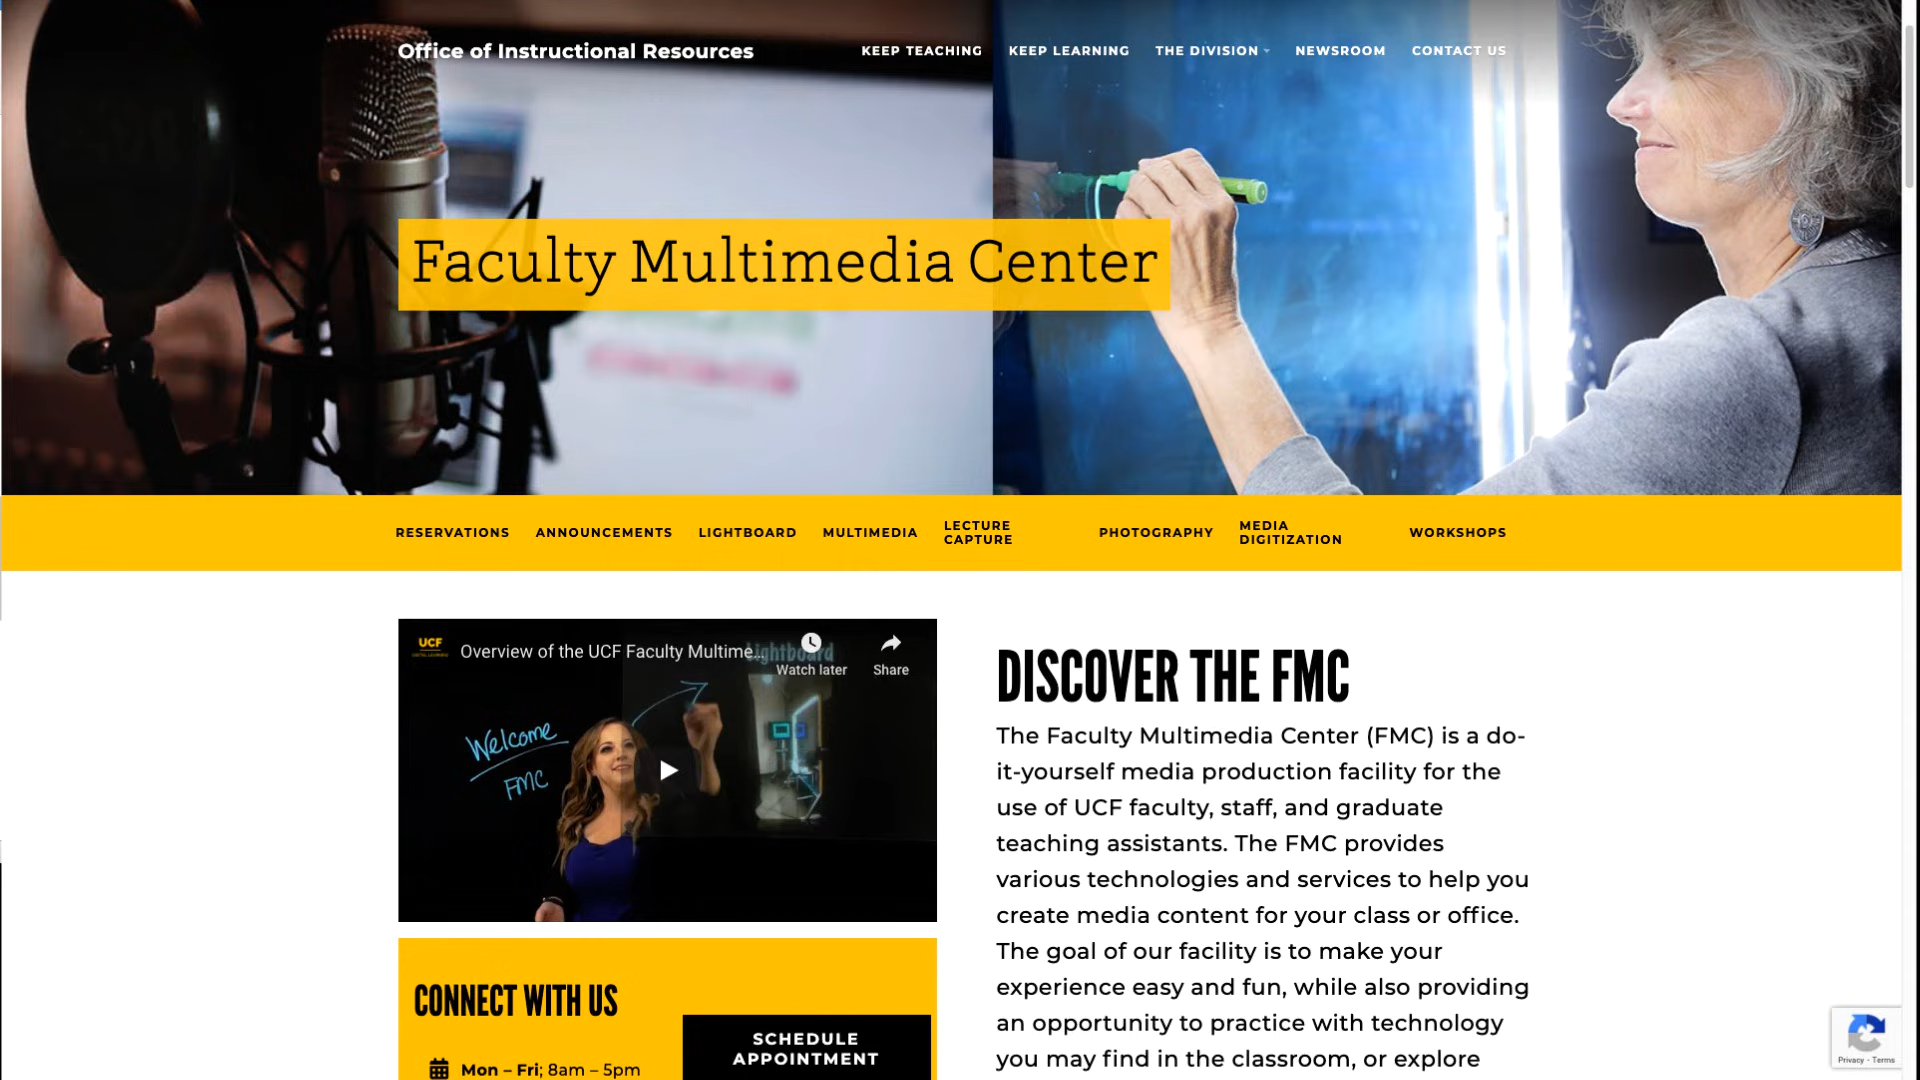 Office of Instructional Resources
KEEP TEACHING
KEEP LEARNING
THE DIVISION
NEWSROOM
CONTACT US
Faculty Multimedia Center
RESERVATIONS
ANNOUNCEMENTS
LIGHTBOARD
MULTIMEDIA
LECTURE
CAPTURE
PHOTOGRAPHY
MEDIA
DIGITIZATION
WORKSHOPS
UCF
Overview of the UCF Faculty Multime...
Watch later
Share
Lightboard
Welcome
FMC
DISCOVER THE FMC
The Faculty Multimedia Center (FMC) is a do-
it-yourself media production facility for the
use of UCF faculty, staff, and graduate
teaching assistants. The FMC provides
various technologies and services to help you
create media content for your class or office.
The goal of our facility is to make your
experience easy and fun, while also providing
an opportunity to practice with technology
you may find in the classroom, or explore
CONNECT WITH US
Mon – Fri; 8am – 5pm
SCHEDULE
APPOINTMENT
Privacy - Terms